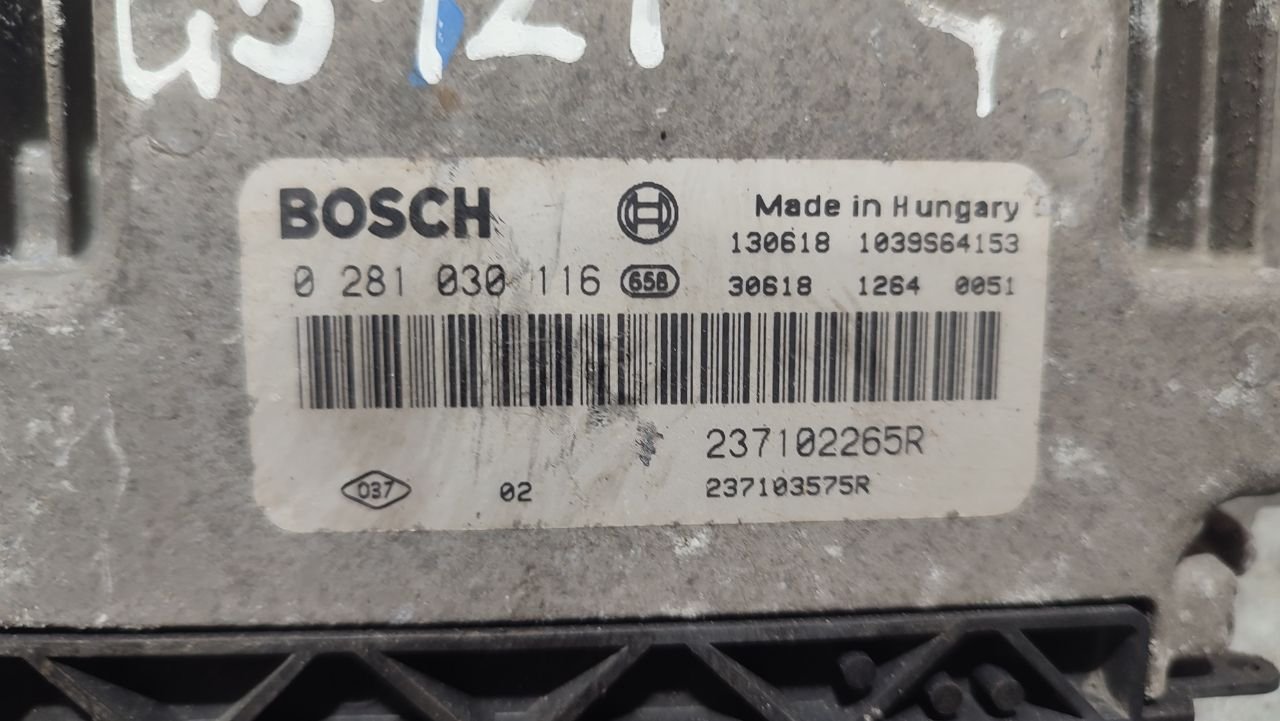 BOSCH
Made in Hungary
130618 1039S64153
0 281 030 116 658
30618 1264 0051
237102265R
037 02 237103575R